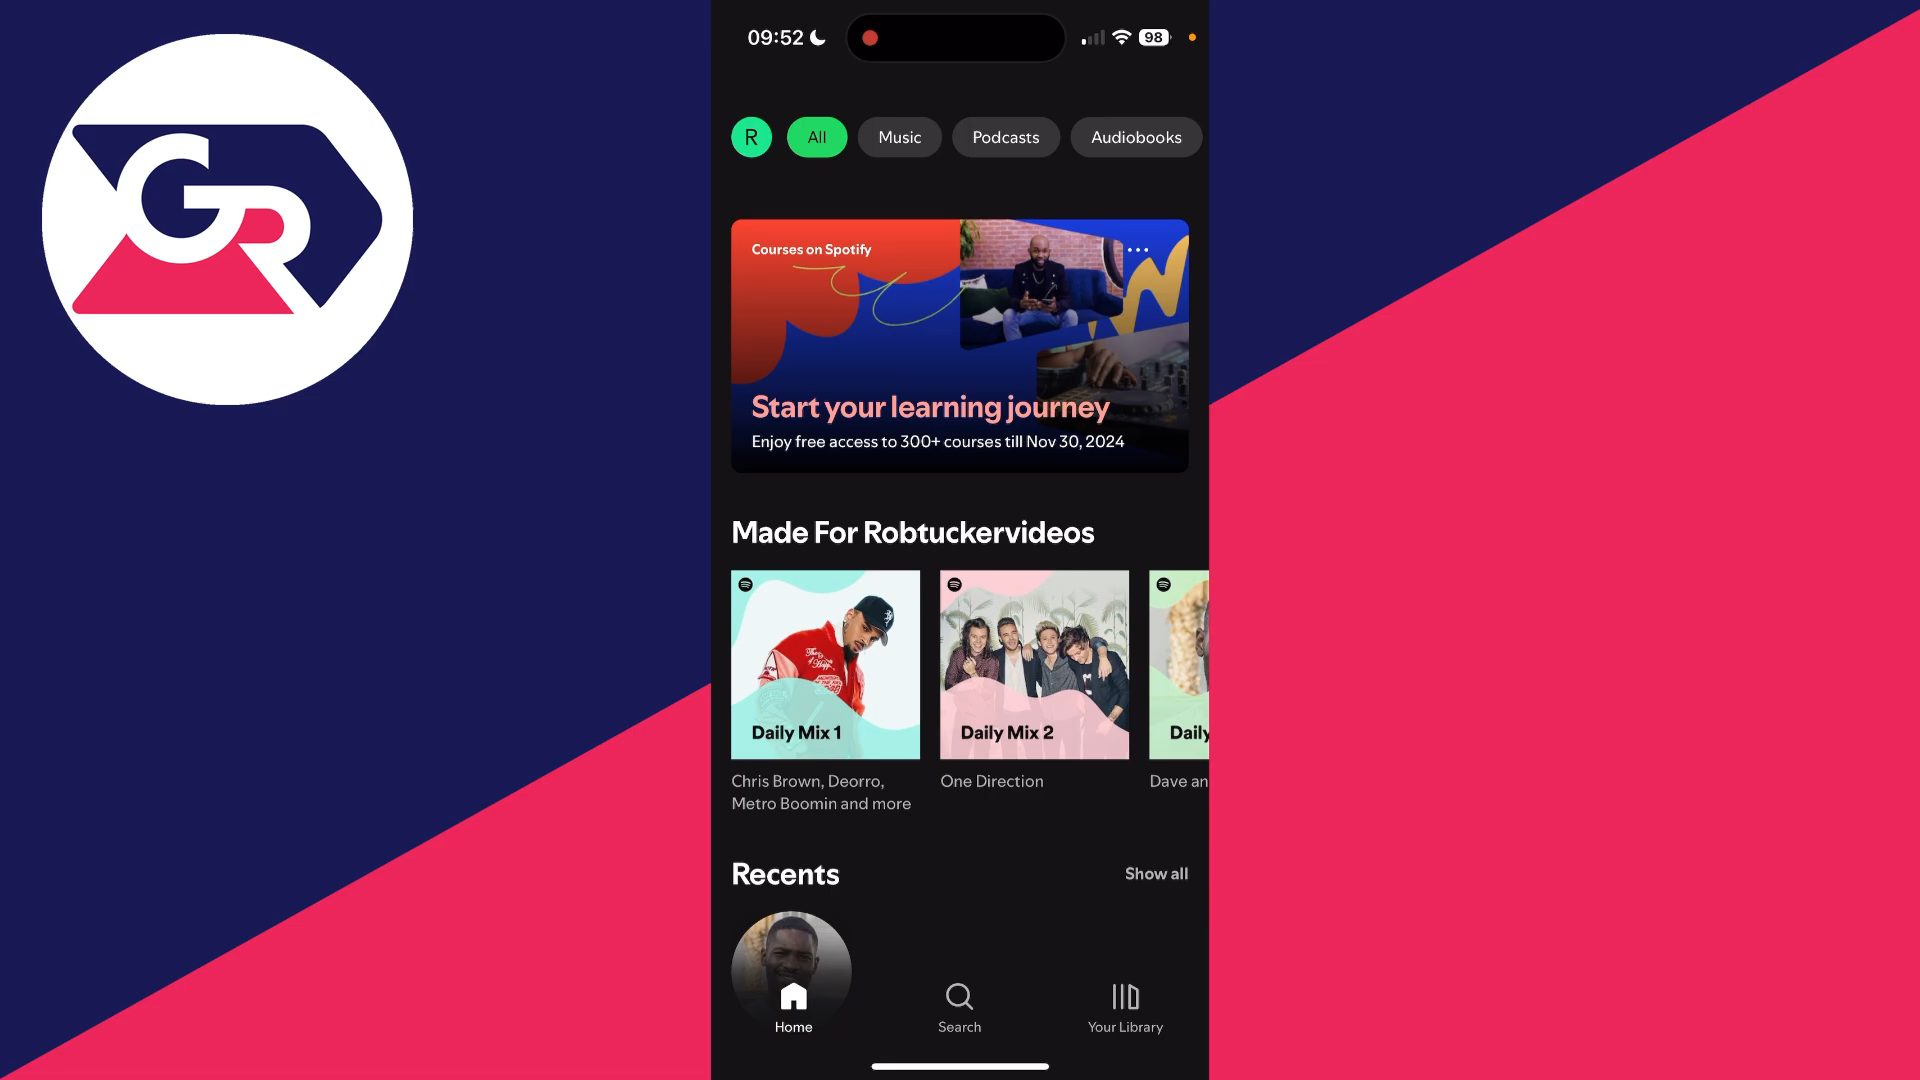 GR
09:52
98
R
All
Music
Podcasts
Audiobooks
Courses on Spotify
Start your learning journey
Enjoy free access to 300+ courses till Nov 30, 2024
Made For Robtuckervideos
Daily Mix 1
Daily Mix 2
Daily
Chris Brown, Deorro,
Metro Boomin and more
One Direction
Dave an
Recents
Show all
Home
Search
Your Library